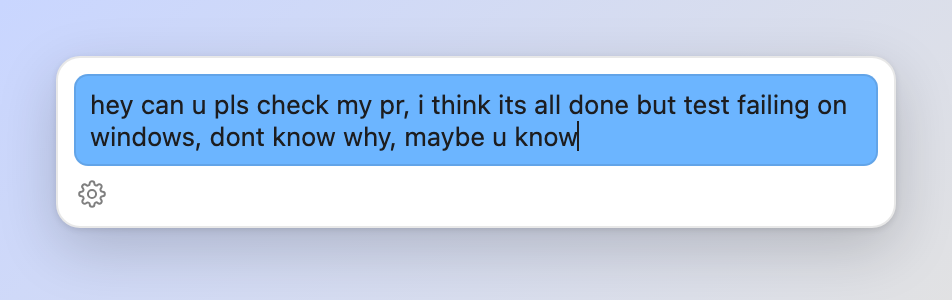 hey can u pls check my pr, i think its all done but test failing on
windows, dont know why, maybe u know